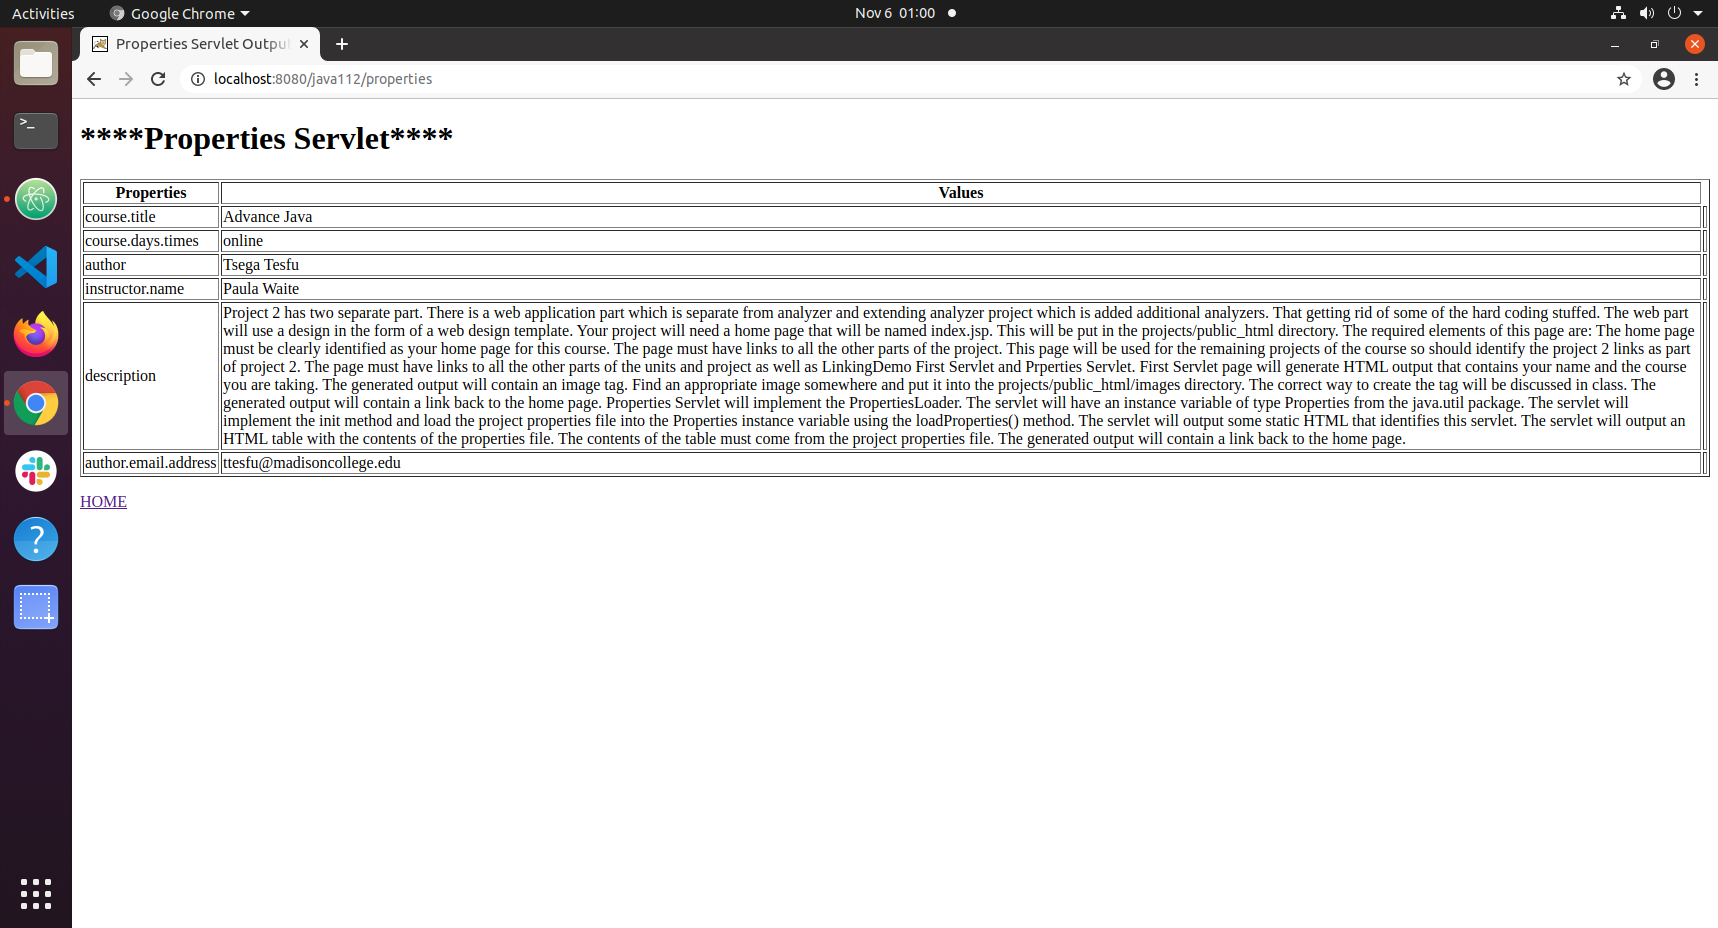 Activities Google Chrome Nov 6 01:00
Properties Servlet Outpu
localhost:8080/java112/properties
****Properties Servlet****
Properties Values
course.title Advance Java
course.days.times online
author Tsega Tesfu
instructor.name Paula Waite
description
Project 2 has two separate part. There is a web application part which is separate from analyzer and extending analyzer project which is added additional analyzers. That getting rid of some of the hard coding stuffed. The web part
will use a design in the form of a web design template. Your project will need a home page that will be named index.jsp. This will be put in the projects/public_html directory. The required elements of this page are: The home page
must be clearly identified as your home page for this course. The page must have links to all the other parts of the project. This page will be used for the remaining projects of the course so should identify the project 2 links as part
of project 2. The page must have links to all the other parts of the units and project as well as LinkingDemo First Servlet and Prperties Servlet. First Servlet page will generate HTML output that contains your name and the course
you are taking. The generated output will contain an image tag. Find an appropriate image somewhere and put it into the projects/public_html/images directory. The correct way to create the tag will be discussed in class. The
generated output will contain a link back to the home page. Properties Servlet will implement the PropertiesLoader. The servlet will have an instance variable of type Properties from the java.util package. The servlet will
implement the init method and load the project properties file into the Properties instance variable using the loadProperties() method. The servlet will output some static HTML that identifies this servlet. The servlet will output an
HTML table with the contents of the properties file. The contents of the table must come from the project properties file. The generated output will contain a link back to the home page.
author.email.address ttesfu@madisoncollege.edu
HOME